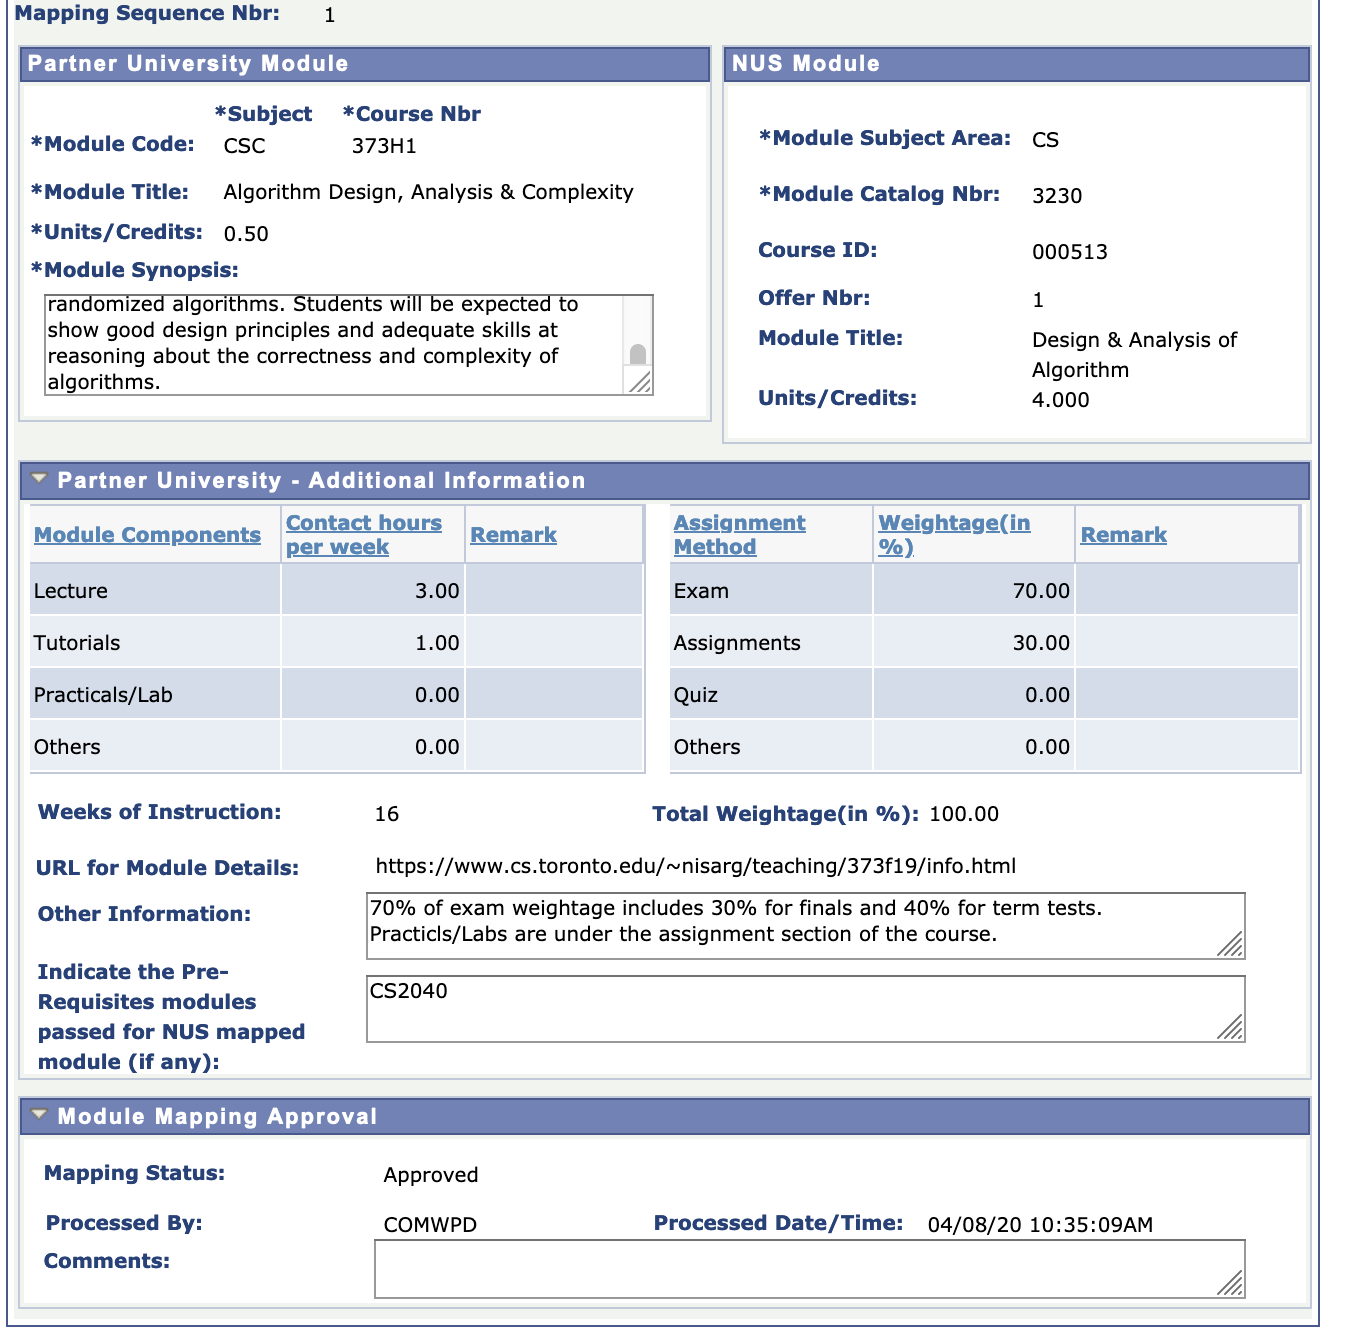 Mapping Sequence Nbr: 1
Partner University Module
*Subject *Course Nbr
*Module Code: CSC 373H1
*Module Title: Algorithm Design, Analysis & Complexity
*Units/Credits: 0.50
*Module Synopsis:
randomized algorithms. Students will be expected to
show good design principles and adequate skills at
reasoning about the correctness and complexity of
algorithms.
NUS Module
*Module Subject Area: CS
*Module Catalog Nbr: 3230
Course ID: 000513
Offer Nbr: 1
Module Title: Design & Analysis of
Algorithm
Units/Credits: 4.000
Partner University - Additional Information
Module Components Contact hours per week Remark
Lecture 3.00
Tutorials 1.00
Practicals/Lab 0.00
Others 0.00
Assignment Method Weightage(in %) Remark
Exam 70.00
Assignments 30.00
Quiz 0.00
Others 0.00
Weeks of Instruction: 16 Total Weightage(in %): 100.00
URL for Module Details: https://www.cs.toronto.edu/~nisarg/teaching/373f19/info.html
Other Information:
70% of exam weightage includes 30% for finals and 40% for term tests.
Practicls/Labs are under the assignment section of the course.
Indicate the Pre-
Requisites modules
passed for NUS mapped
module (if any):
CS2040
Module Mapping Approval
Mapping Status: Approved
Processed By: COMWPD Processed Date/Time: 04/08/20 10:35:09AM
Comments: